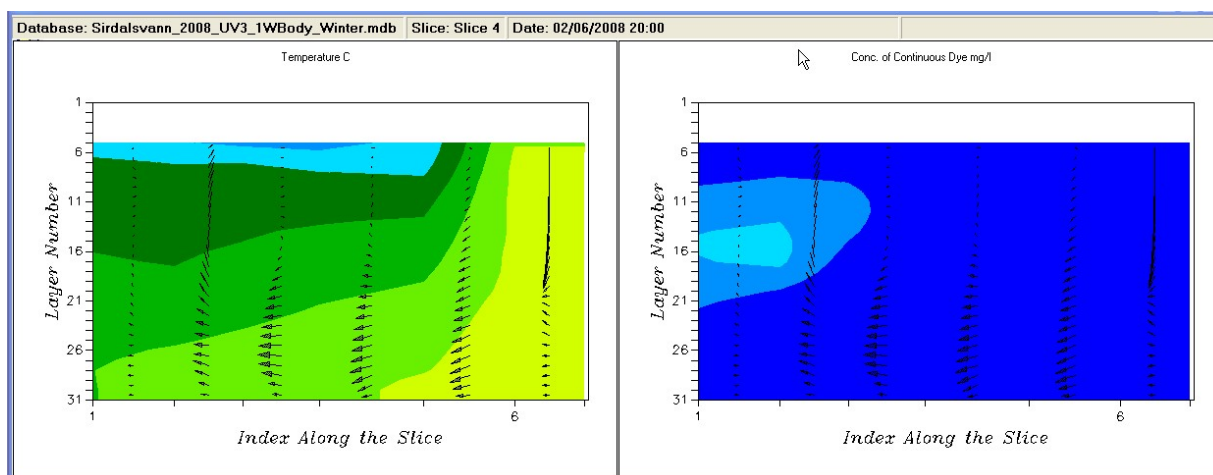 Database: Sirdalsvann_2008_UV3_1WBody_Winter.mdb Slice: Slice 4 Date: 02/06/2008 20:00
Temperature C
1
6
11
16
21
26
31
Layer Number
1 6
Index Along the Slice
Conc. of Continuous Dye mg/l
1
6
11
16
21
26
31
Layer Number
1 6
Index Along the Slice